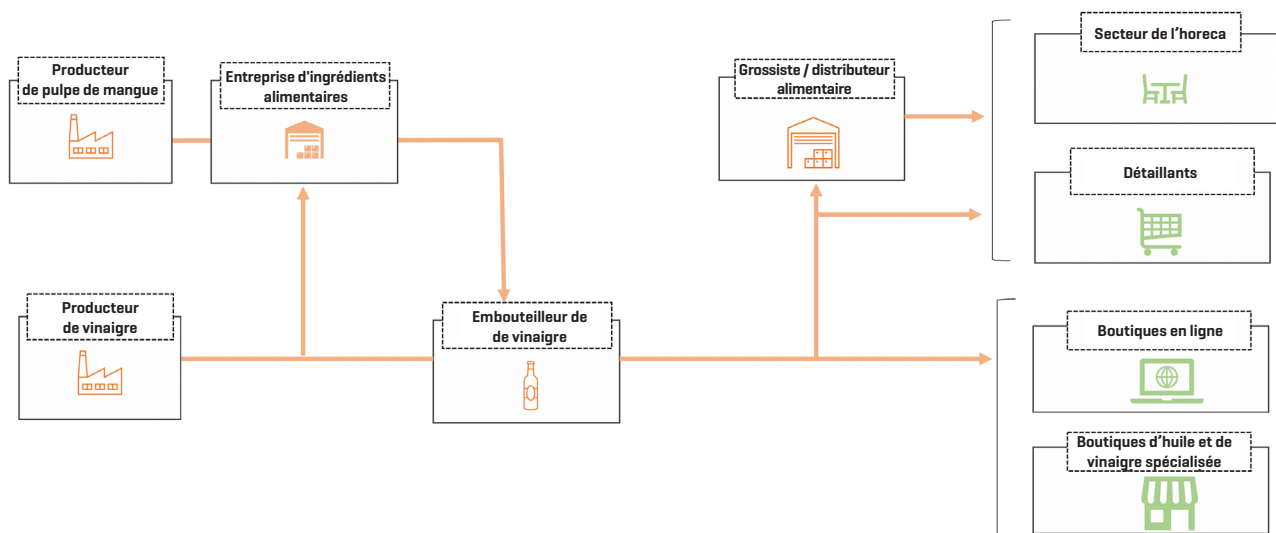 Producteur
de pulpe de mangue
Entreprise d'ingrédients
alimentaires
Grossiste / distributeur
alimentaire
Secteur de l'horeca
Détaillants
Producteur
de vinaigre
Embouteilleur de
de vinaigre
Boutiques en ligne
Boutiques d'huile et de
vinaigre spécialisée